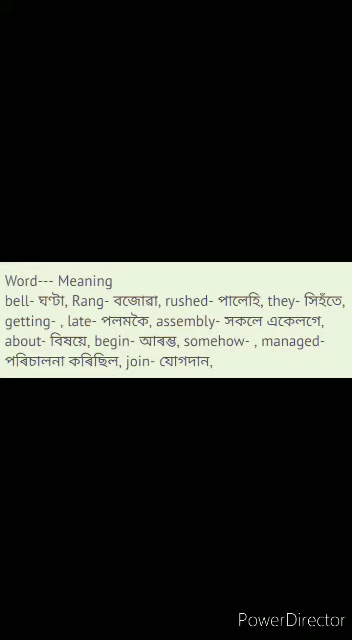 Word--- Meaning
bell- ঘণ্টা, Rang- বজোৱা, rushed- পালেহি, they- সিহঁতে,
getting- , late- পলমকৈ, assembly- সকলে একেলগে,
about- বিষয়ে, begin- আৰম্ভ, somehow- , managed-
পৰিচালনা কৰিছিল, join- যোগদান,
PowerDirector